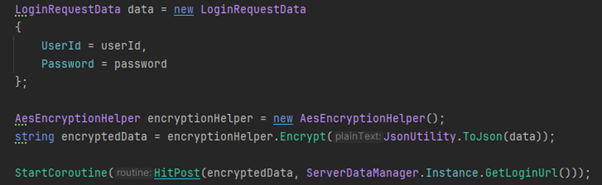 LoginRequestData data = new LoginRequestData
{
UserId = userId,
Password = password
};
AesEncryptionHelper encryptionHelper = new AesEncryptionHelper();
string encryptedData = encryptionHelper.Encrypt( plainText: JsonUtility.ToJson(data));
StartCoroutine( routine: HitPost(encryptedData, ServerDataManager.Instance.GetLoginUrl()));